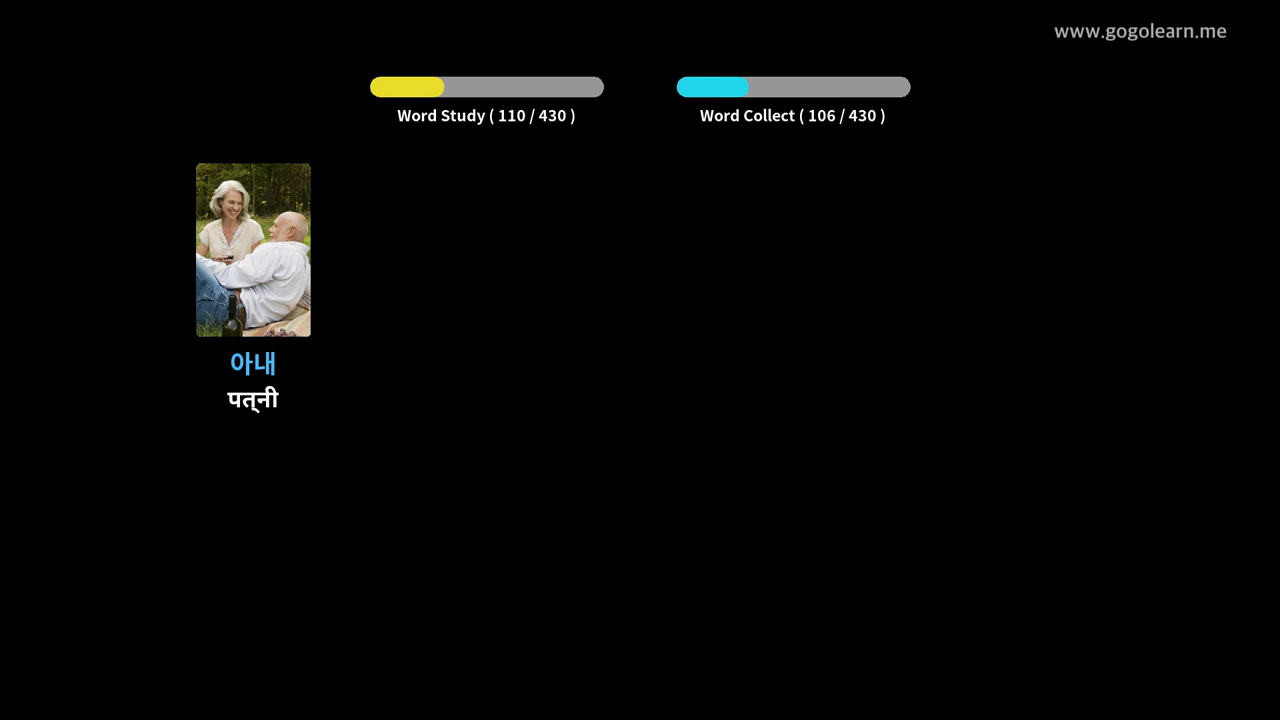 www.gogolearn.me
Word Study ( 110 / 430 )
Word Collect ( 106 / 430 )
아내
पत्नी